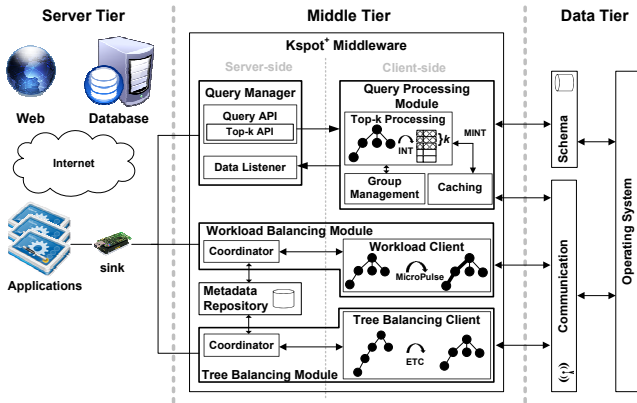 Server Tier
Middle Tier
Data Tier
Kspot+ Middleware
Server-side
Client-side
Web
Database
Internet
Applications
sink
Query Manager
Query API
Top-k API
Data Listener
Query Processing
Module
Top-k Processing
INT
k
MINT
Group
Management
Caching
Workload Balancing Module
Coordinator
Workload Client
MicroPulse
Metadata
Repository
Tree Balancing Client
Coordinator
ETC
Tree Balancing Module
Schema
Communication
Operating System